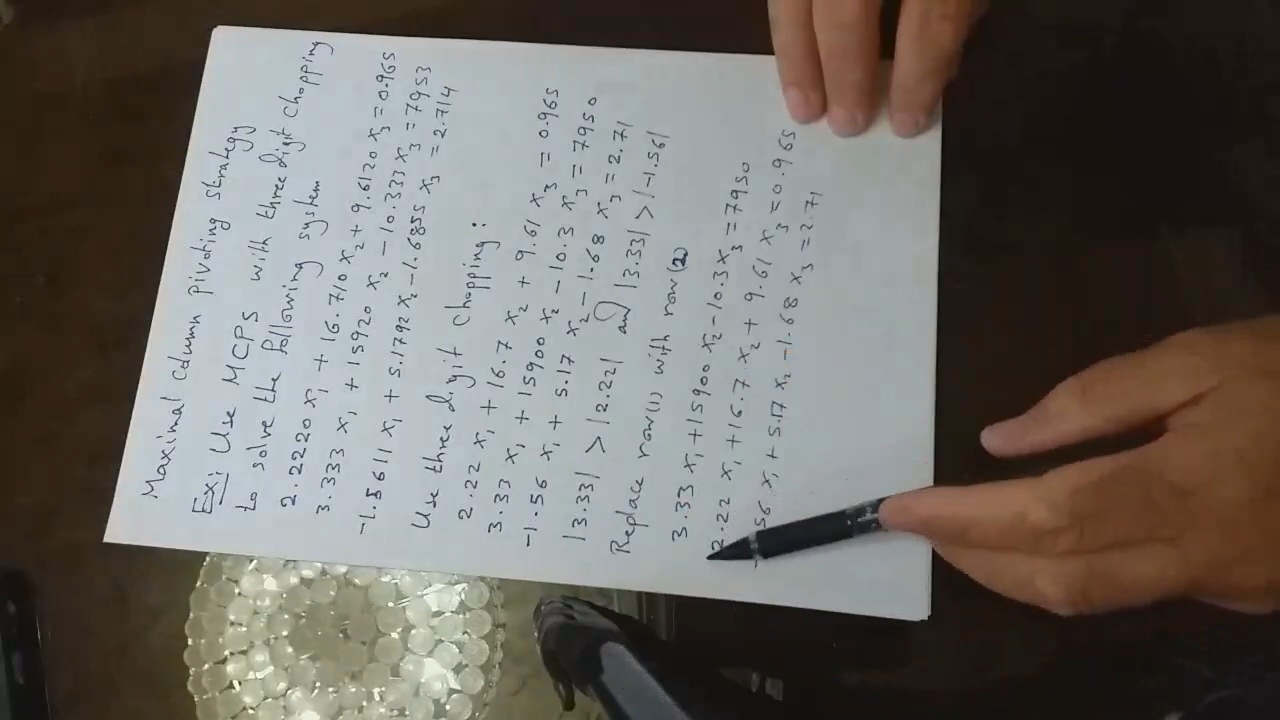 Maximal Column pivoting strategy
Ex: Use MCPS with three digit chopping
to solve the following system
2.2220 x₁ + 16.710 x₂ + 9.6120 x₃ = 0.965
3.333 x₁ + 15920 x₂ - 10.333 x₃ = 7953
-1.5611 x₁ + 5.1792 x₂ - 1.6855 x₃ = 2.714
Use three digit chopping:
2.22 x₁ + 16.7 x₂ + 9.61 x₃ = 0.965
3.33 x₁ + 15900 x₂ - 10.3 x₃ = 7950
-1.56 x₁ + 5.17 x₂ - 1.68 x₃ = 2.71
|3.33| > |2.22| and |3.33| > |-1.56|
Replace row(1) with row(2)
3.33 x₁ + 15900 x₂ - 10.3 x₃ = 7950
2.22 x₁ + 16.7 x₂ + 9.61 x₃ = 0.965
56 x₁ + 5.17 x₂ - 1.68 x₃ = 2.71